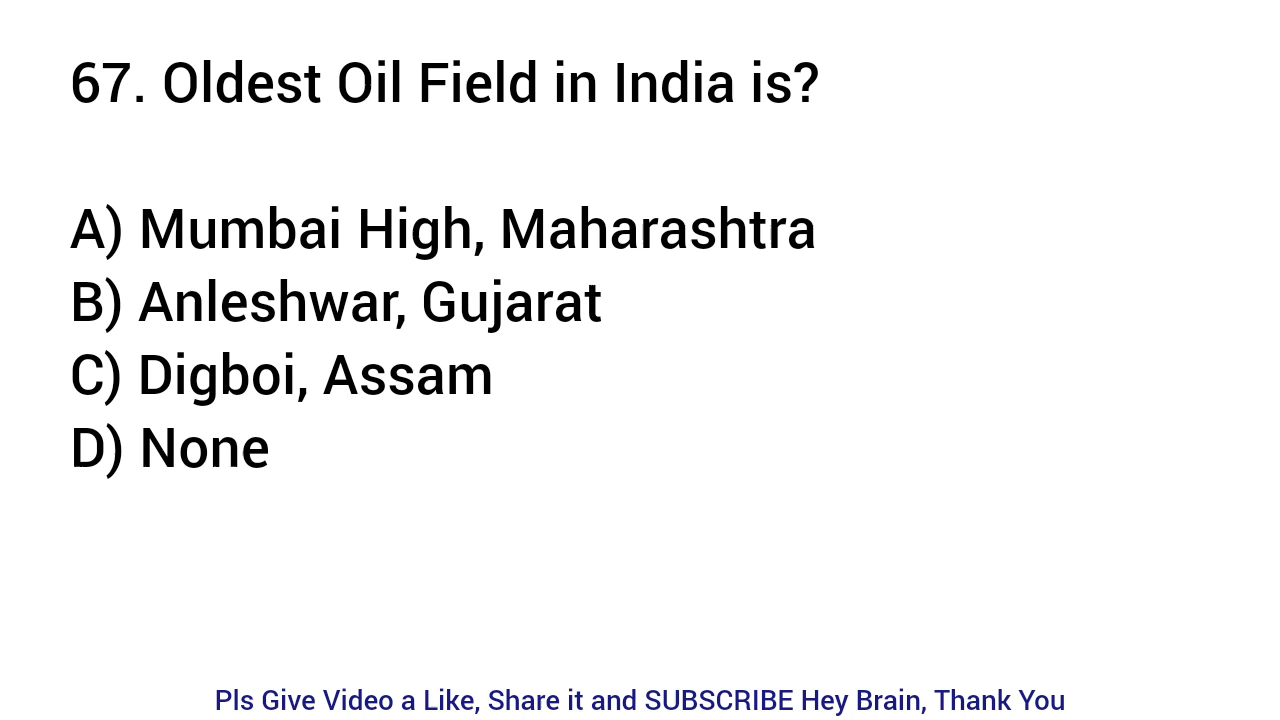 67. Oldest Oil Field in India is?
A) Mumbai High, Maharashtra
B) Anleshwar, Gujarat
C) Digboi, Assam
D) None
Pls Give Video a Like, Share it and SUBSCRIBE Hey Brain, Thank You